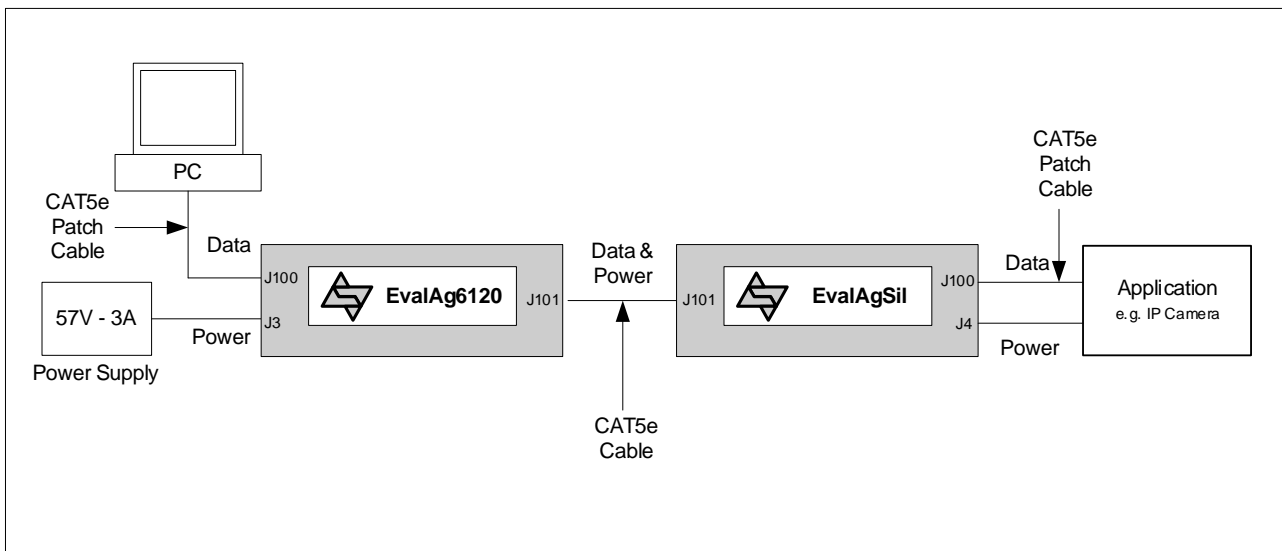 PC
CAT5e
Patch
Cable
Data
57V - 3A
Power Supply
Power
J100
J3
EvalAg6120
J101
Data &
Power
CAT5e
Cable
J101
EvalAgSil
J100
J4
Data
Power
CAT5e
Patch
Cable
Application
e.g. IP Camera